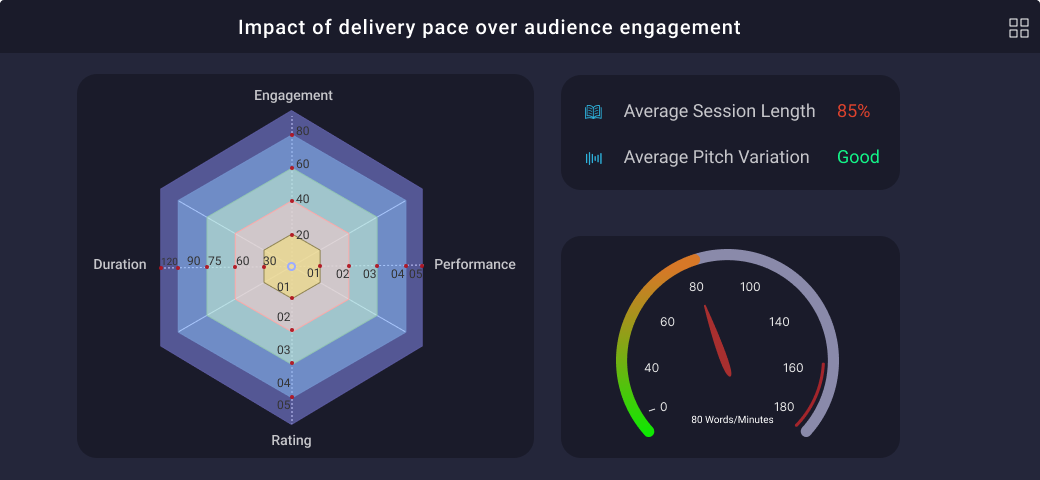 Impact of delivery pace over audience engagement
Engagement
80
60
40
20
Duration
120 90 75 60 30
01 02 03 04 05
Performance
01
02
03
04
05
Rating
Average Session Length 85%
Average Pitch Variation Good
80 100
60 140
40 160
0 180
80 Words/Minutes